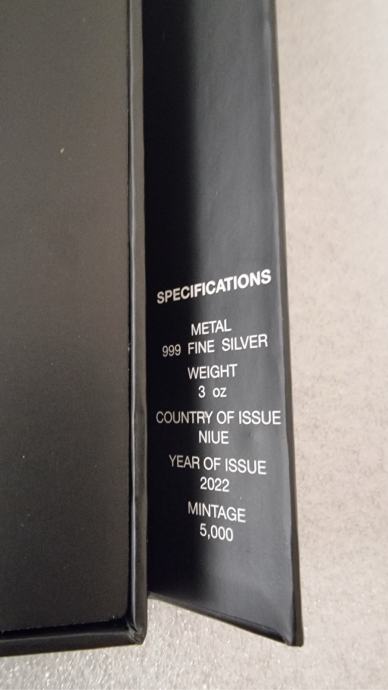 SPECIFICATIONS
METAL
999 FINE SILVER
WEIGHT
3 oz
COUNTRY OF ISSUE
NIUE
YEAR OF ISSUE
2022
MINTAGE
5,000